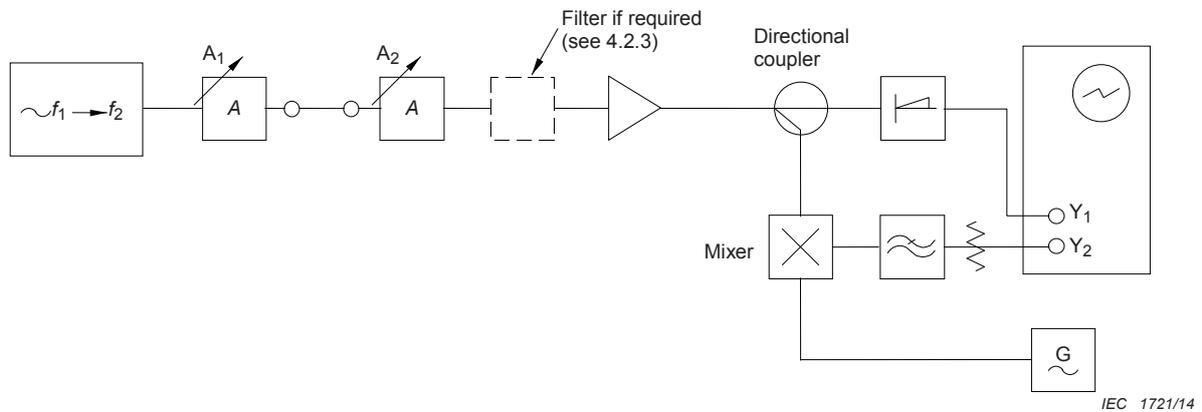 Filter if required
(see 4.2.3)
Directional
coupler
A1
A2
f1 f2
A
A
Y1
Y2
Mixer
G
IEC 1721/14